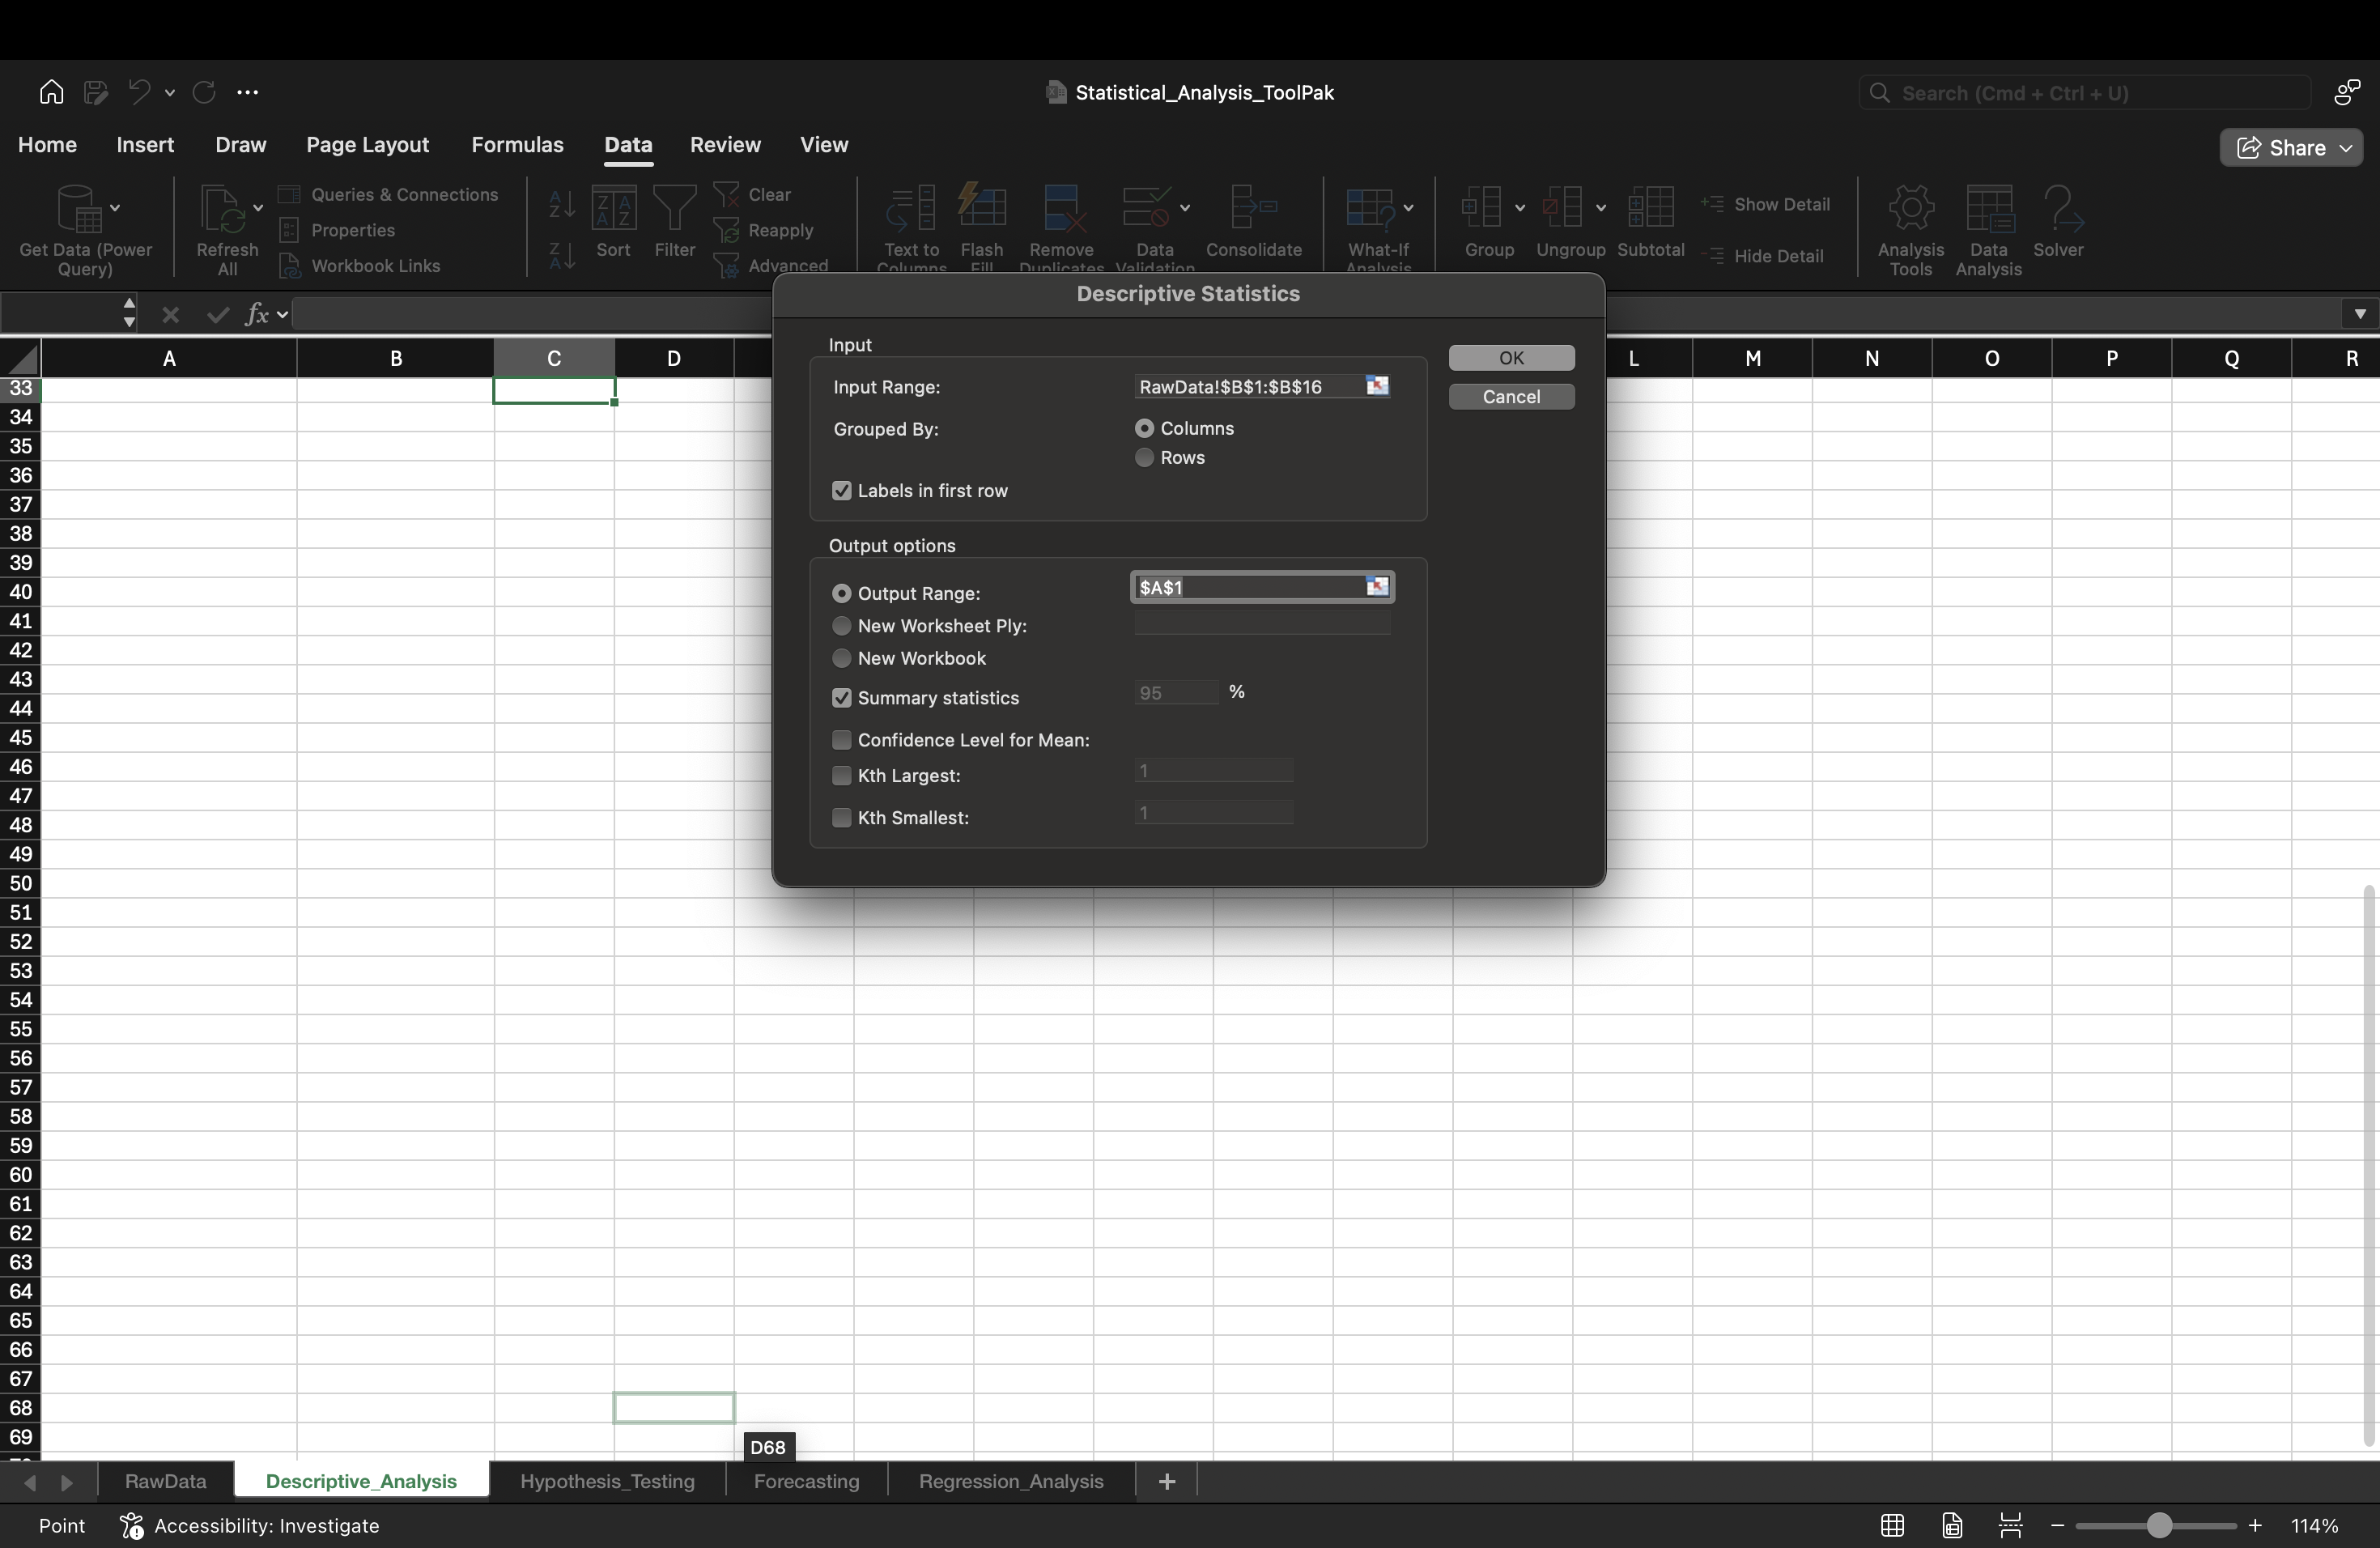 Statistical_Analysis_ToolPak
Search (Cmd + Ctrl + U)
Home Insert Draw Page Layout Formulas Data Review View
Share
Get Data (Power Query)
Refresh All
Queries & Connections
Properties
Workbook Links
Sort
Filter
Clear
Reapply
Advanced
Text to Columns
Flash Fill
Remove Duplicates
Data Validation
Consolidate
What-If Analysis
Group
Ungroup
Subtotal
Show Detail
Hide Detail
Analysis Tools
Data Analysis
Solver
fx
A B C D L M N O P Q R
33
34
35
36
37
38
39
40
41
42
43
44
45
46
47
48
49
50
51
52
53
54
55
56
57
58
59
60
61
62
63
64
65
66
67
68
69
Descriptive Statistics
Input
Input Range: RawData!$B$1:$B$16
Grouped By: Columns
Rows
Labels in first row
OK
Cancel
Output options
Output Range: $A$1
New Worksheet Ply:
New Workbook
Summary statistics 95 %
Confidence Level for Mean:
Kth Largest: 1
Kth Smallest: 1
D68
RawData Descriptive_Analysis Hypothesis_Testing Forecasting Regression_Analysis +
Point Accessibility: Investigate 114%